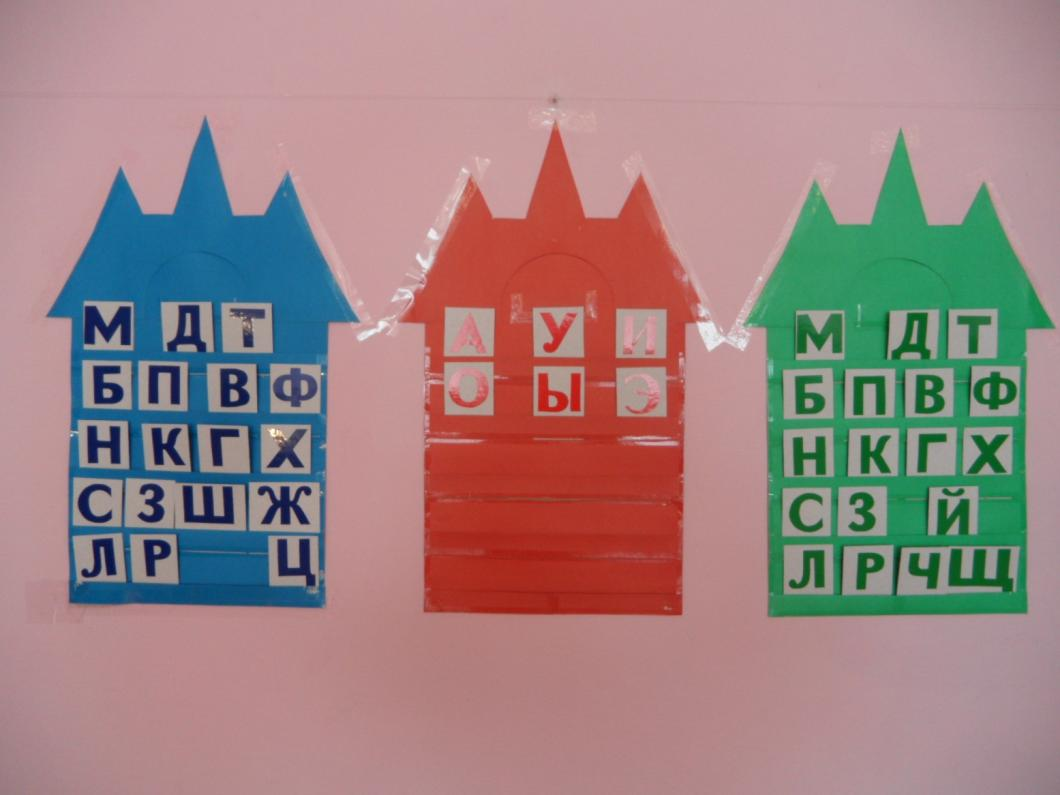 М Д Т
Б П В Ф
Н К Г Х
С З Ш Ж
Л Р Ц
А У И
О Ы Э
М Д Т
Б П В Ф
Н К Г Х
С З Й
Л Р Ч Щ